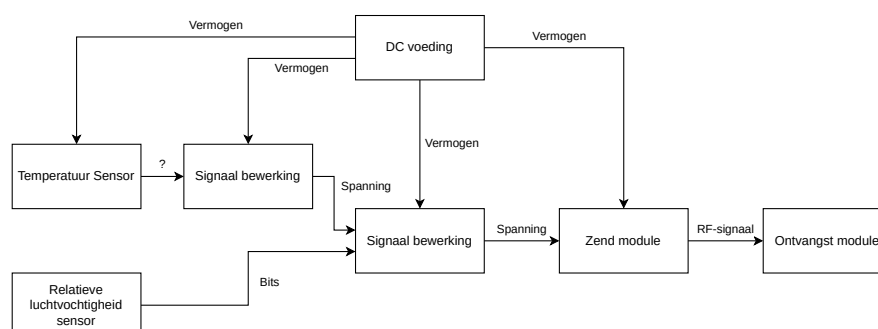 Vermogen
DC voeding
Vermogen
Vermogen
Vermogen
Temperatuur Sensor
?
Signaal bewerking
Spanning
Signaal bewerking
Spanning
Zend module
RF-signaal
Ontvangst module
Bits
Relatieve
luchtvochtigheid
sensor